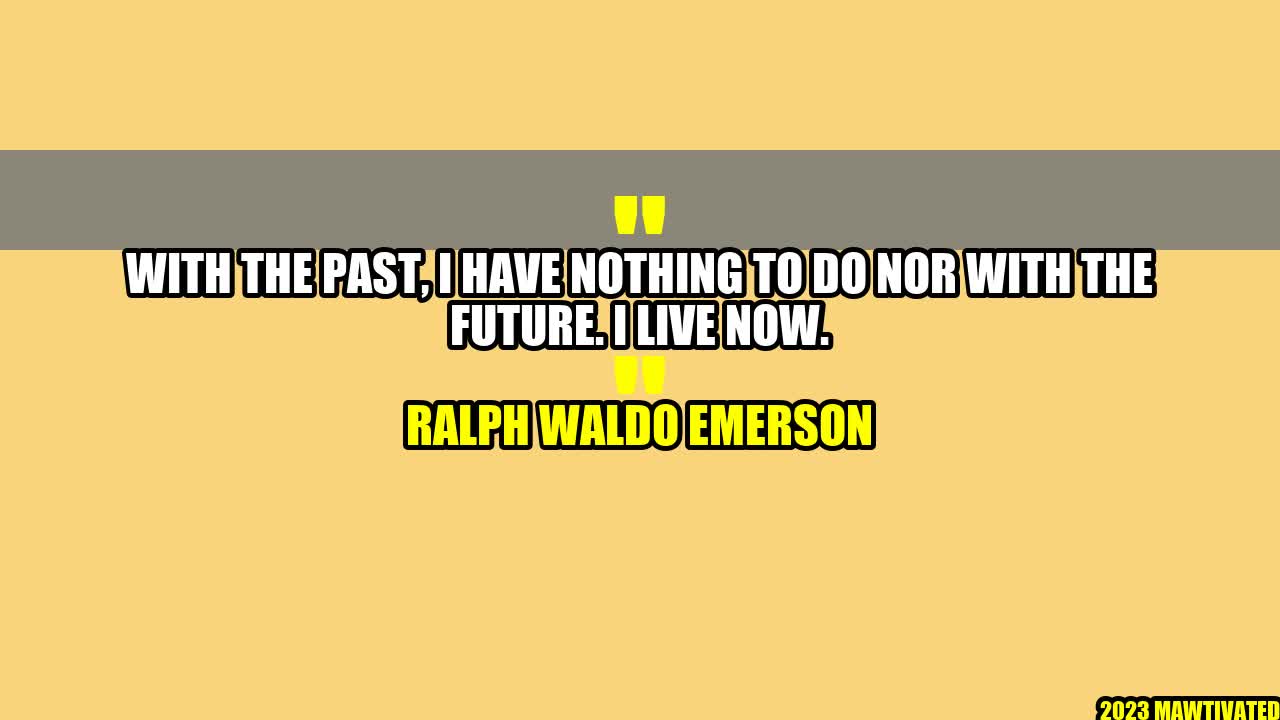 "
WITH THE PAST, I HAVE NOTHING TO DO NOR WITH THE
FUTURE. I LIVE NOW.
"
RALPH WALDO EMERSON
2023 MAWTIVATED